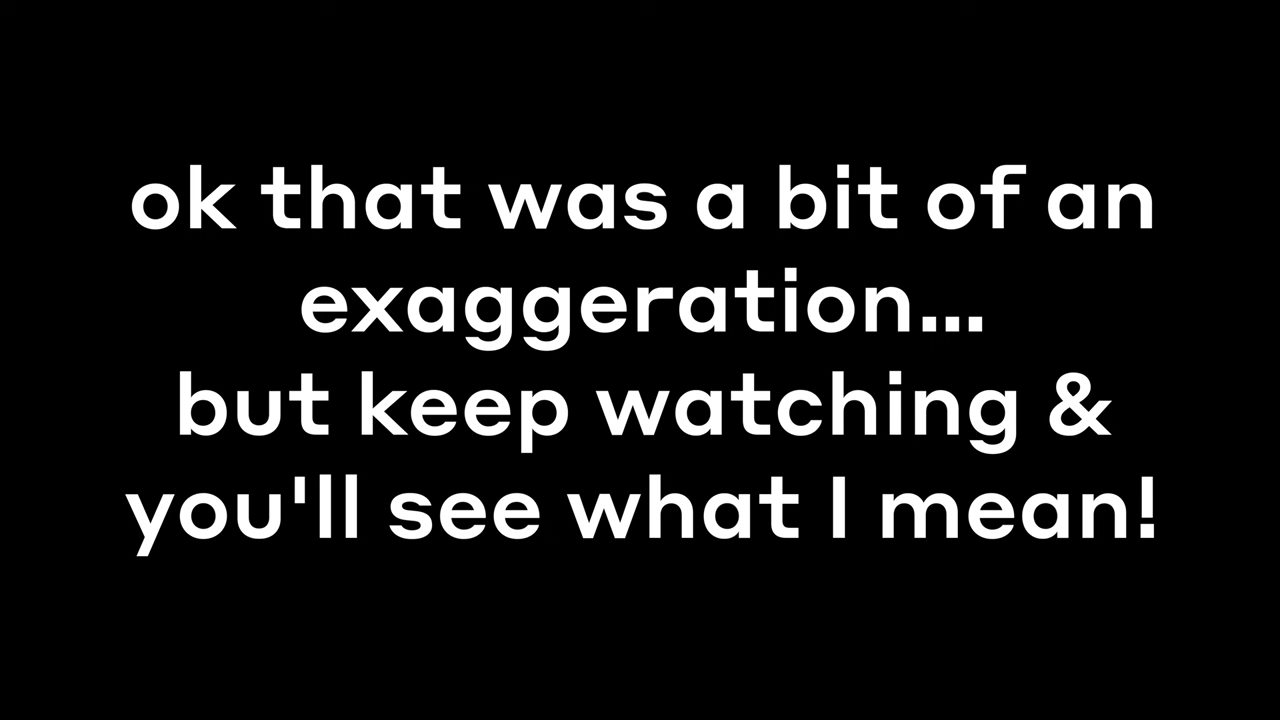 ok that was a bit of an
exaggeration...
but keep watching &
you'll see what I mean!